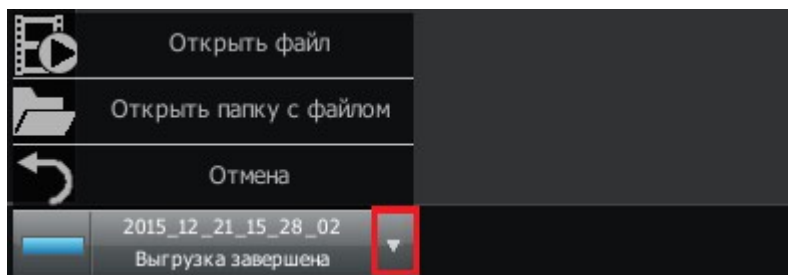 Открыть файл
Открыть папку с файлом
Отмена
2015_12_21_15_28_02
Выгрузка завершена